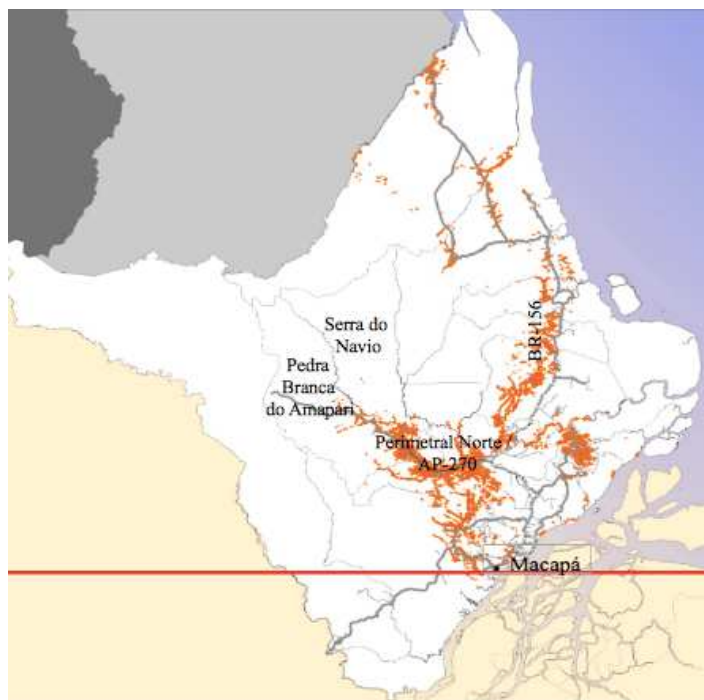 BR-156
Serra do
Navio
Pedra
Branca
do Amapari
Perimetral Norte /
AP-270
Macapá